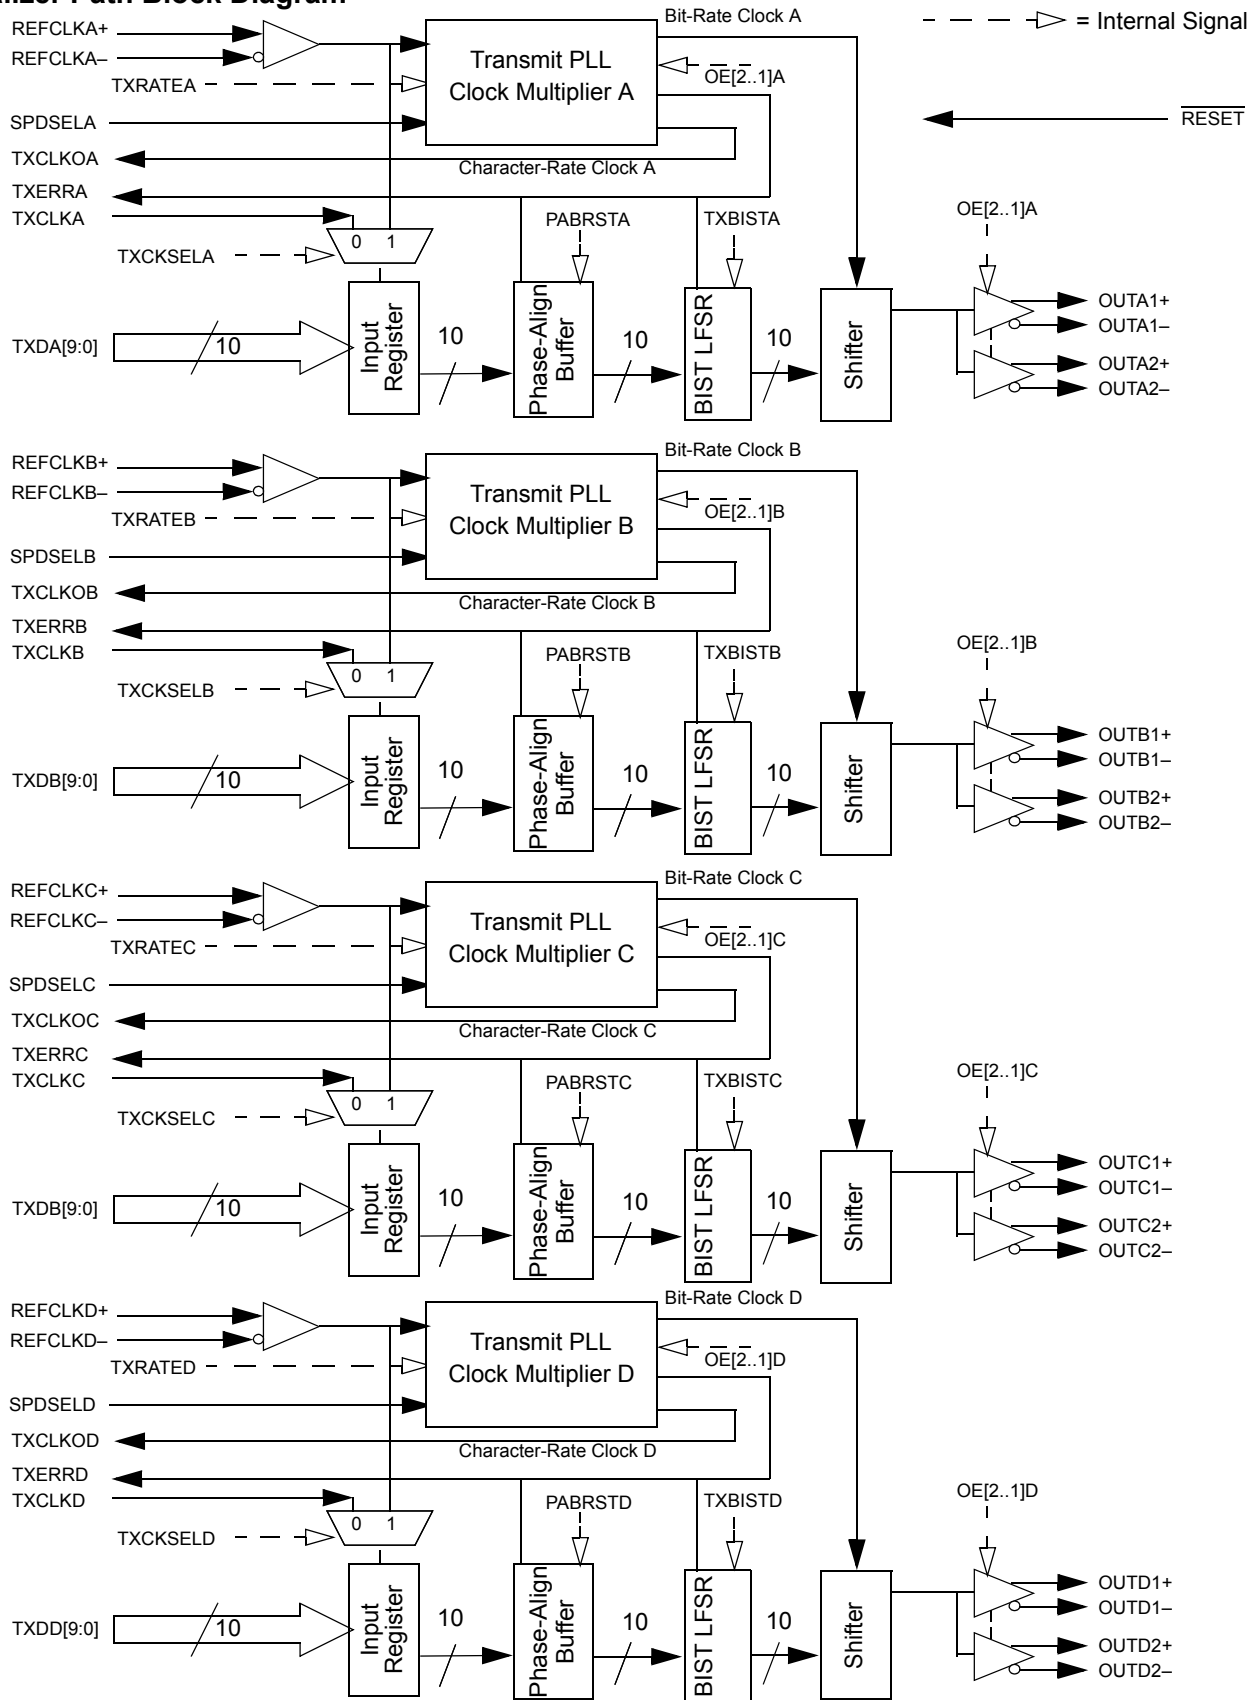 alizer Path Block Diagram
Bit-Rate Clock A
= Internal Signal
REFCLKA+
REFCLKA–
TXRATEA
Transmit PLL
Clock Multiplier A
OE[2..1]A
SPDSELA
RESET
TXCLKOA
Character-Rate Clock A
TXERRA
TXCLKA
PABRSTA
TXBISTA
OE[2..1]A
0 1
TXCKSELA
TXDA[9:0]
10
Input
Register
10
Phase-Align
Buffer
10
BIST LFSR
10
Shifter
OUTA1+
OUTA1–
OUTA2+
OUTA2–
Bit-Rate Clock B
REFCLKB+
REFCLKB–
TXRATEB
Transmit PLL
Clock Multiplier B
OE[2..1]B
SPDSELB
TXCLKOB
Character-Rate Clock B
TXERRB
TXCLKB
PABRSTB
TXBISTB
OE[2..1]B
0 1
TXCKSELB
TXDB[9:0]
10
Input
Register
10
Phase-Align
Buffer
10
BIST LFSR
10
Shifter
OUTB1+
OUTB1–
OUTB2+
OUTB2–
Bit-Rate Clock C
REFCLKC+
REFCLKC–
TXRATEC
Transmit PLL
Clock Multiplier C
OE[2..1]C
SPDSELC
TXCLKOC
Character-Rate Clock C
TXERRC
TXCLKC
PABRSTC
TXBISTC
OE[2..1]C
0 1
TXCKSELC
TXDB[9:0]
10
Input
Register
10
Phase-Align
Buffer
10
BIST LFSR
10
Shifter
OUTC1+
OUTC1–
OUTC2+
OUTC2–
Bit-Rate Clock D
REFCLKD+
REFCLKD–
TXRATED
Transmit PLL
Clock Multiplier D
OE[2..1]D
SPDSELD
TXCLKOD
Character-Rate Clock D
TXERRD
TXCLKD
PABRSTD
TXBISTD
OE[2..1]D
0 1
TXCKSELD
TXDD[9:0]
10
Input
Register
10
Phase-Align
Buffer
10
BIST LFSR
10
Shifter
OUTD1+
OUTD1–
OUTD2+
OUTD2–